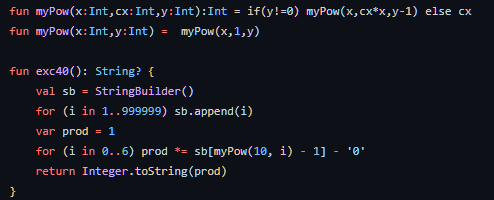 fun myPow(x:Int,cx:Int,y:Int):Int = if(y!=0) myPow(x,cx*x,y-1) else cx
fun myPow(x:Int,y:Int) =  myPow(x,1,y)

fun exc40(): String? {
    val sb = StringBuilder()
    for (i in 1..999999) sb.append(i)
    var prod = 1
    for (i in 0..6) prod *= sb[myPow(10, i) - 1] - '0'
    return Integer.toString(prod)
}